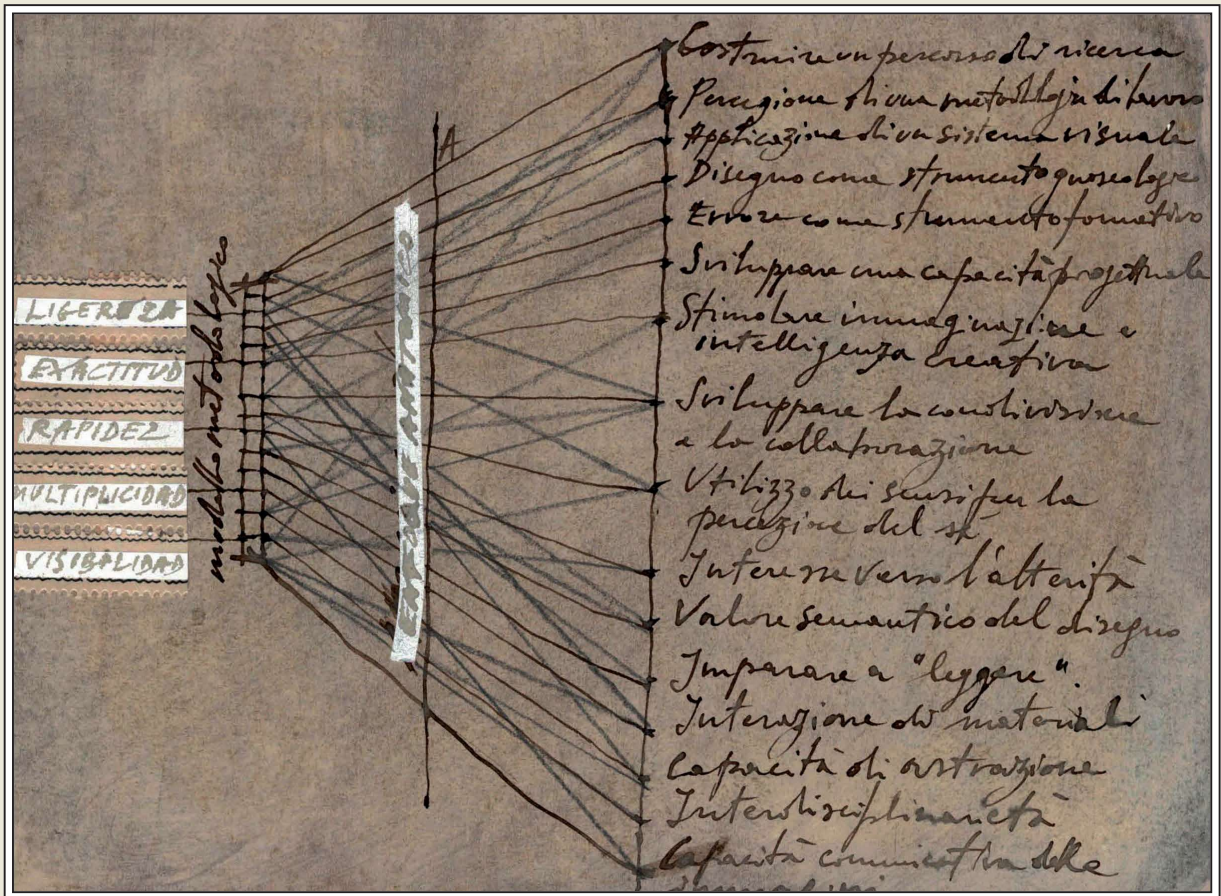 LIGEREZA
EXACTITUD
RAPIDEZ
MULTIPLICIDAD
VISIBILIDAD
modello metodologico
A
ENFOQUE ANATOMICO
Costruire un percorso di ricerca
Percezione di una metodologia di lavoro
Applicazione di un sistema visuale
Disegno come strumento gnoseologico
Errore come strumento formativo
Sviluppare una capacità progettuale
Stimolare immaginazione e
intelligenza creativa
Sviluppare la condivisione
e la collaborazione
Utilizzo dei sensi per la
percezione del sé
Interesse verso l'alterità
Valore semantico del disegno
Imparare a "leggere".
Interazione di materiali
Capacità di astrazione
Interdisciplinarietà
Capacità comunicativa delle